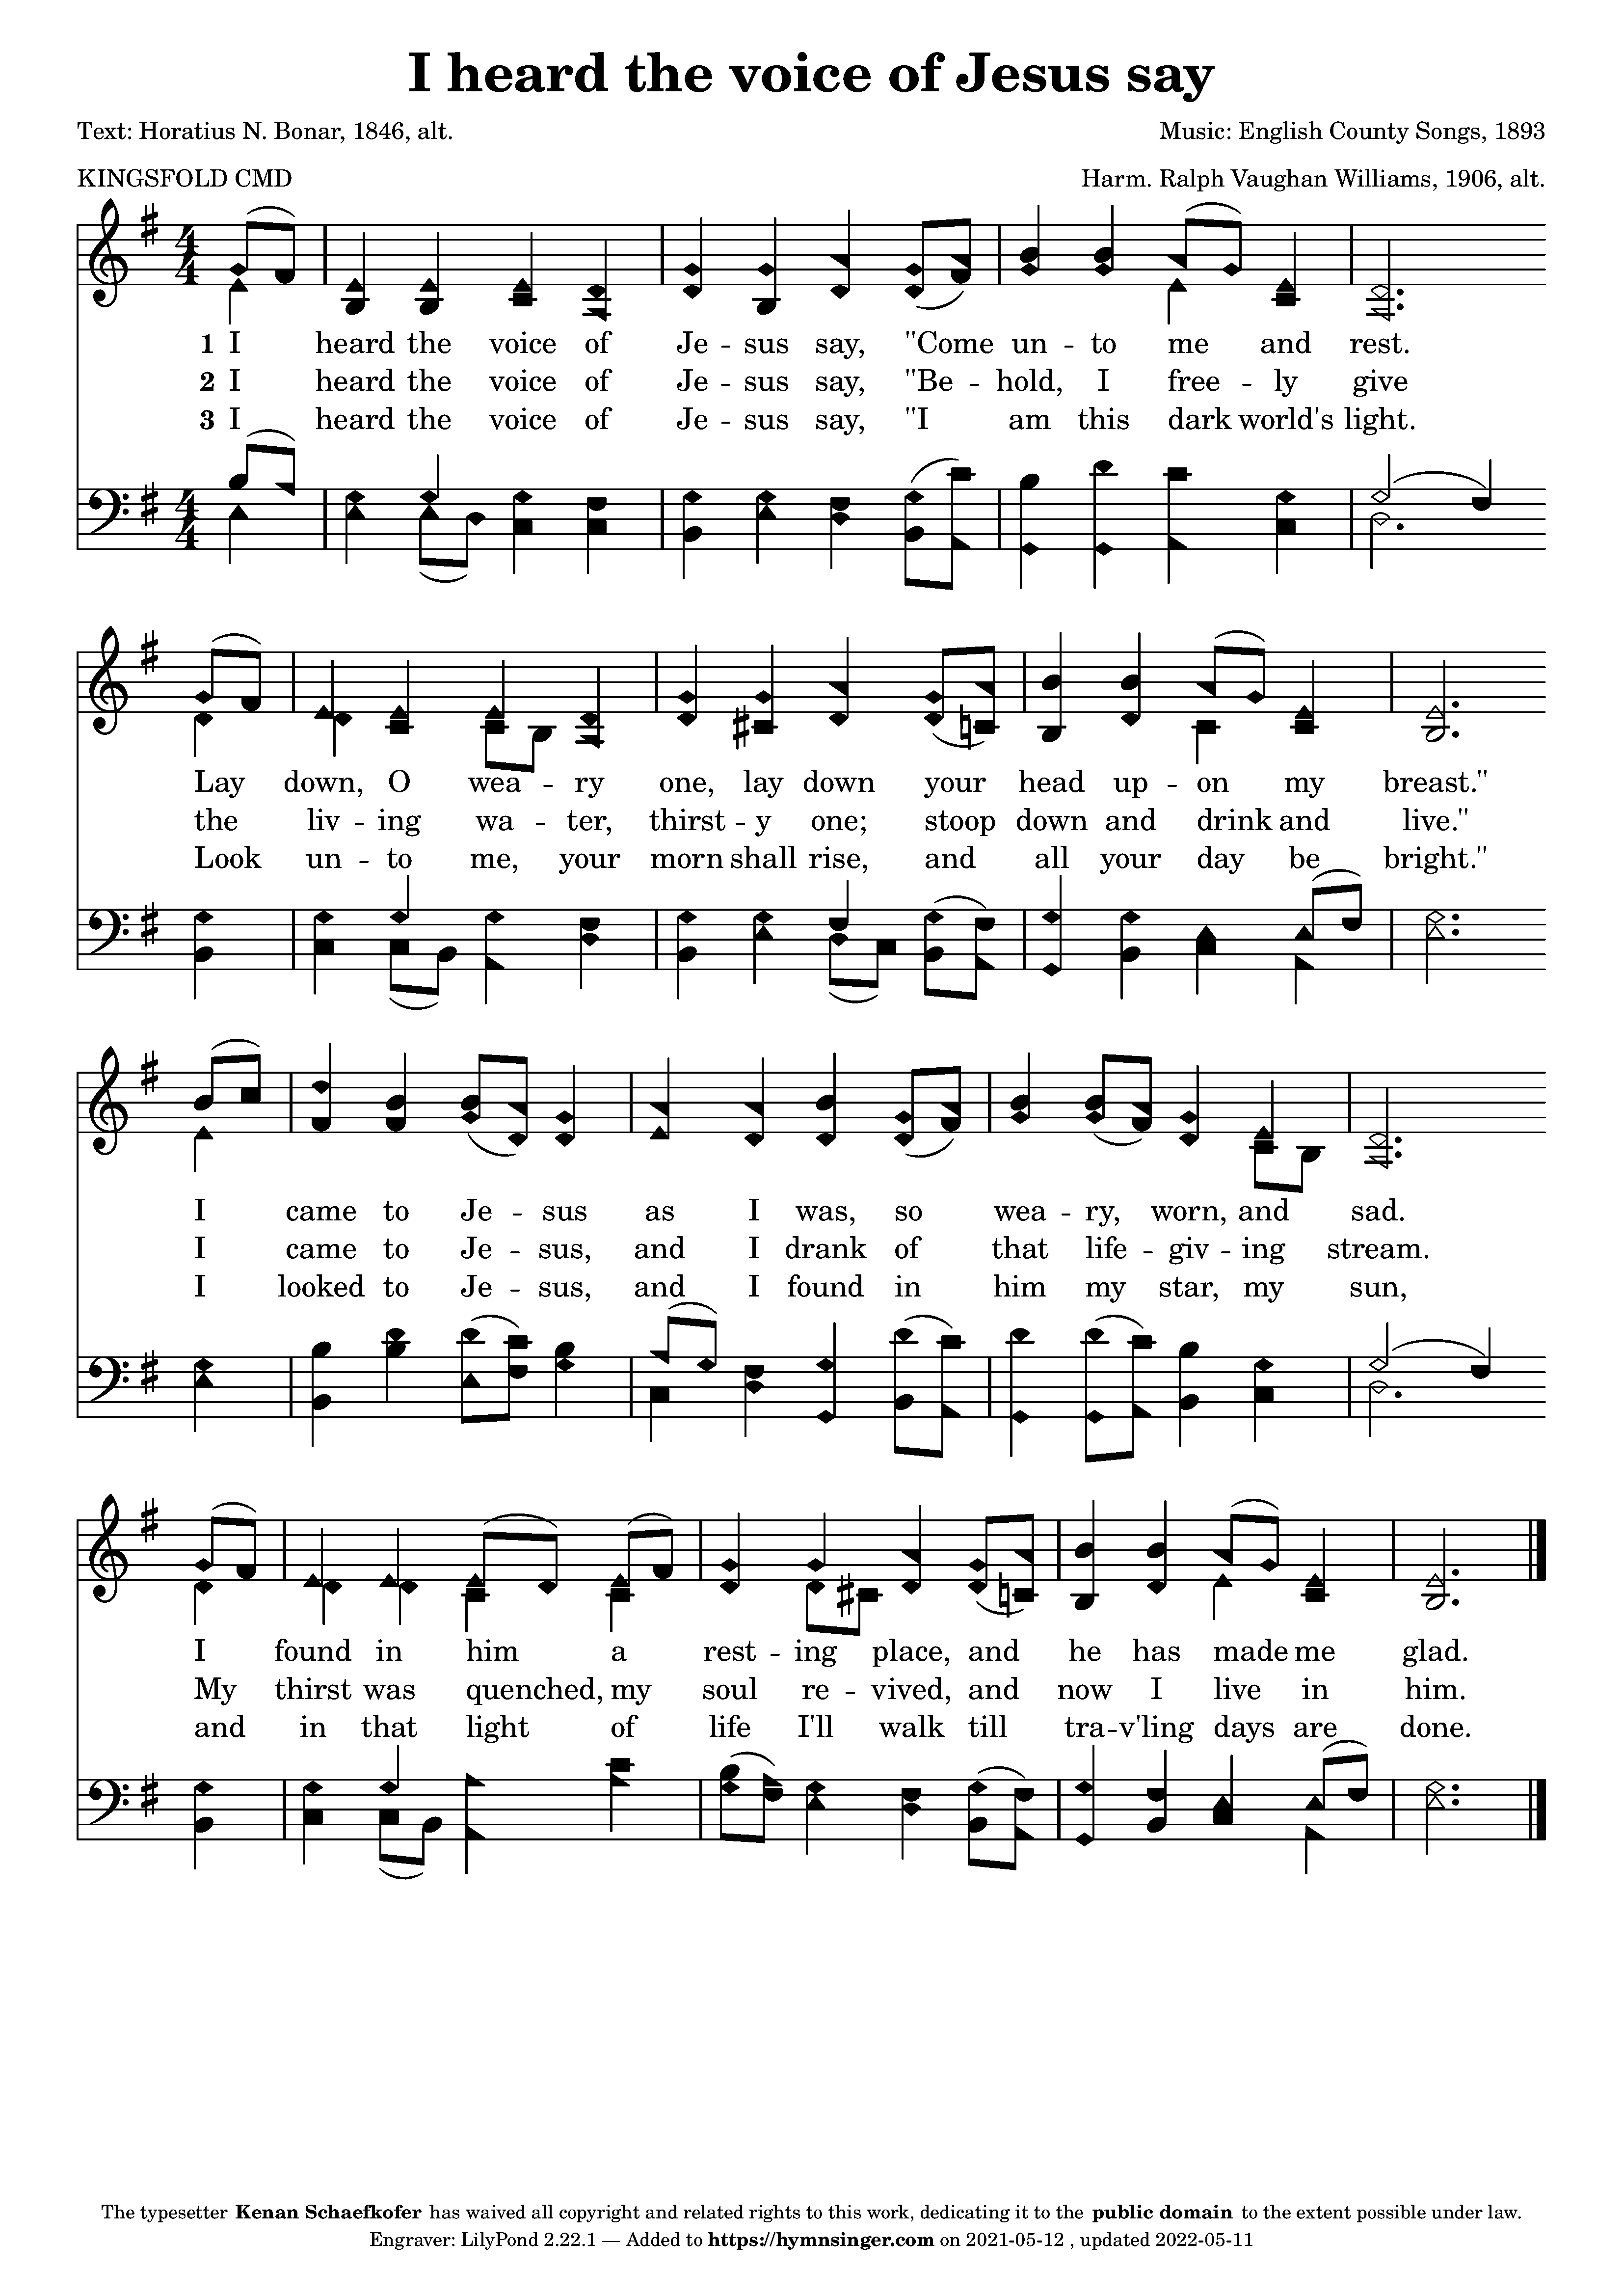 I heard the voice of Jesus say
Text: Horatius N. Bonar, 1846, alt.
Music: English County Songs, 1893
KINGSFOLD CMD
Harm. Ralph Vaughan Williams, 1906, alt.
4 4
1 I heard the voice of Je -- sus say, "Come un -- to me and rest.
2 I heard the voice of Je -- sus say, "Be -- hold, I free -- ly give
3 I heard the voice of Je -- sus say, "I am this dark world's light.
4 4
Lay down, O wea -- ry one, lay down your head up -- on my breast."
the liv -- ing wa -- ter, thirst -- y one; stoop down and drink and live."
Look un -- to me, your morn shall rise, and all your day be bright."
I came to Je -- sus as I was, so wea -- ry, worn, and sad.
I came to Je -- sus, and I drank of that life -- giv -- ing stream.
I looked to Je -- sus, and I found in him my star, my sun,
I found in him a rest -- ing place, and he has made me glad.
My thirst was quenched, my soul re -- vived, and now I live in him.
and in that light of life I'll walk till tra -- v'ling days are done.
The typesetter Kenan Schaefkofer has waived all copyright and related rights to this work, dedicating it to the public domain to the extent possible under law.
Engraver: LilyPond 2.22.1 — Added to https://hymnsinger.com on 2021-05-12 , updated 2022-05-11